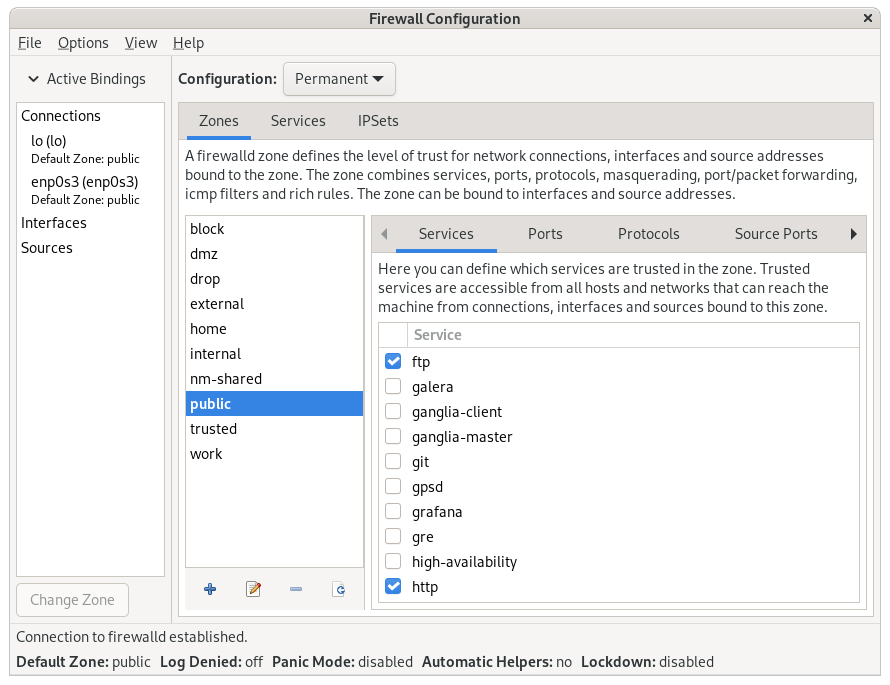 Firewall Configuration
File Options View Help
Active Bindings
Configuration: Permanent
Connections
lo (lo)
Default Zone: public
enp0s3 (enp0s3)
Default Zone: public
Interfaces
Sources
Change Zone
Zones Services IPSets
A firewalld zone defines the level of trust for network connections, interfaces and source addresses
bound to the zone. The zone combines services, ports, protocols, masquerading, port/packet forwarding,
icmp filters and rich rules. The zone can be bound to interfaces and source addresses.
block
dmz
drop
external
home
internal
nm-shared
public
trusted
work
Services Ports Protocols Source Ports
Here you can define which services are trusted in the zone. Trusted
services are accessible from all hosts and networks that can reach the
machine from connections, interfaces and sources bound to this zone.
Service
ftp
galera
ganglia-client
ganglia-master
git
gpsd
grafana
gre
high-availability
http
Connection to firewalld established.
Default Zone: public Log Denied: off Panic Mode: disabled Automatic Helpers: no Lockdown: disabled